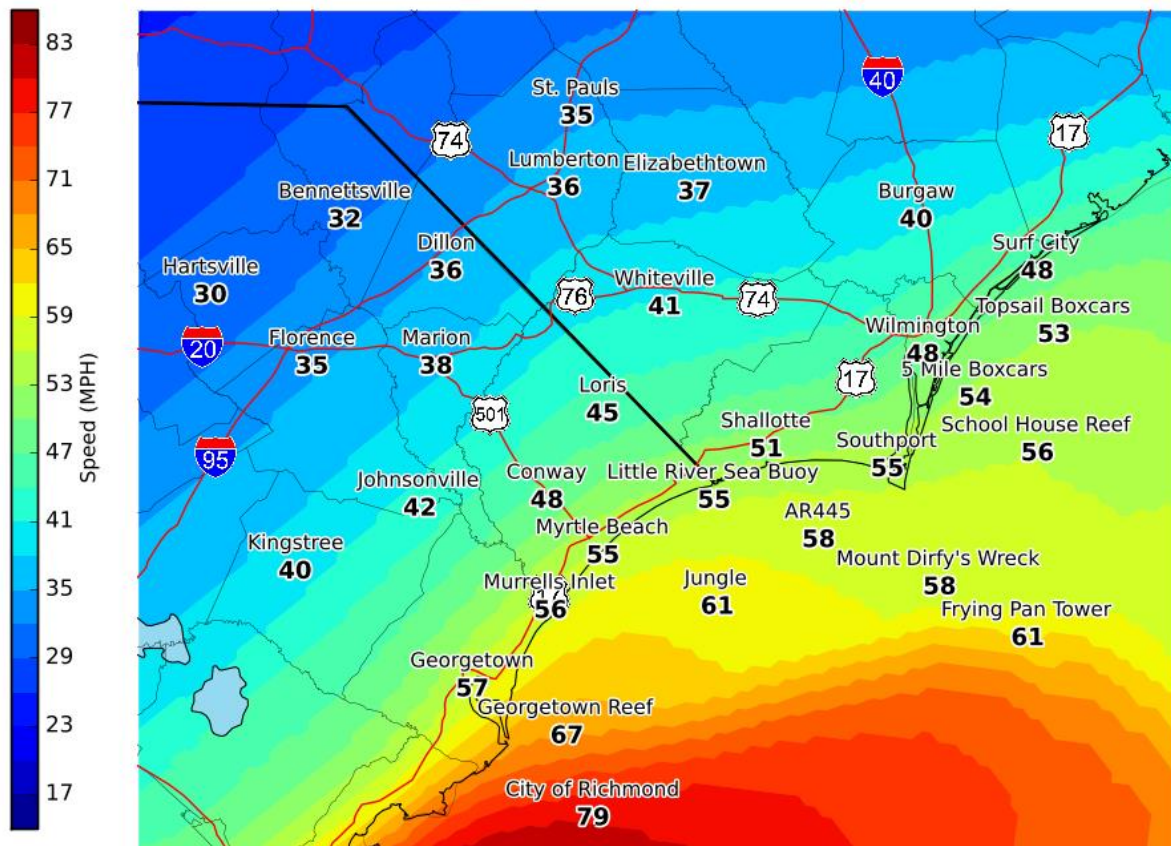 83
77
71
65
59
53
47
41
35
29
23
17
Speed (MPH)
St. Pauls
35
40
17
74
Lumberton
36
Elizabethtown
37
Bennettsville
32
Burgaw
40
Dillon
36
Surf City
48
Hartsville
30
Whiteville
41
76
74
Topsail Boxcars
53
20
Florence
35
Marion
38
Wilmington
48
17
5 Mile Boxcars
54
Loris
45
501
Shallotte
51
School House Reef
56
95
Southport
55
Johnsonville
42
Conway
48
Little River Sea Buoy
55
AR445
58
Myrtle Beach
55
Kingstree
40
Murrells Inlet
17
56
Jungle
61
Mount Dirfy's Wreck
58
Frying Pan Tower
61
Georgetown
57
Georgetown Reef
67
City of Richmond
79